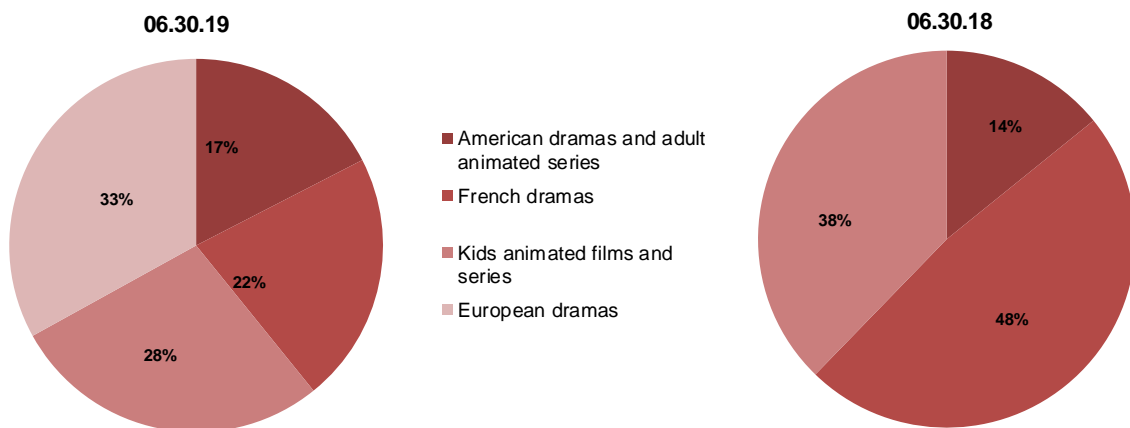 06.30.19
06.30.18
17%
22%
28%
33%
American dramas and adult
animated series
French dramas
Kids animated films and
series
European dramas
14%
48%
38%